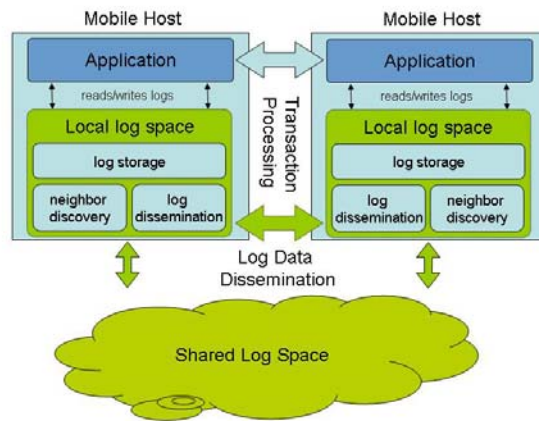 Mobile Host
Mobile Host
Application
Application
reads/writes logs
reads/writes logs
Transaction
Processing
Local log space
Local log space
log storage
log storage
neighbor
discovery
log
dissemination
log
dissemination
neighbor
discovery
Log Data
Dissemination
Shared Log Space